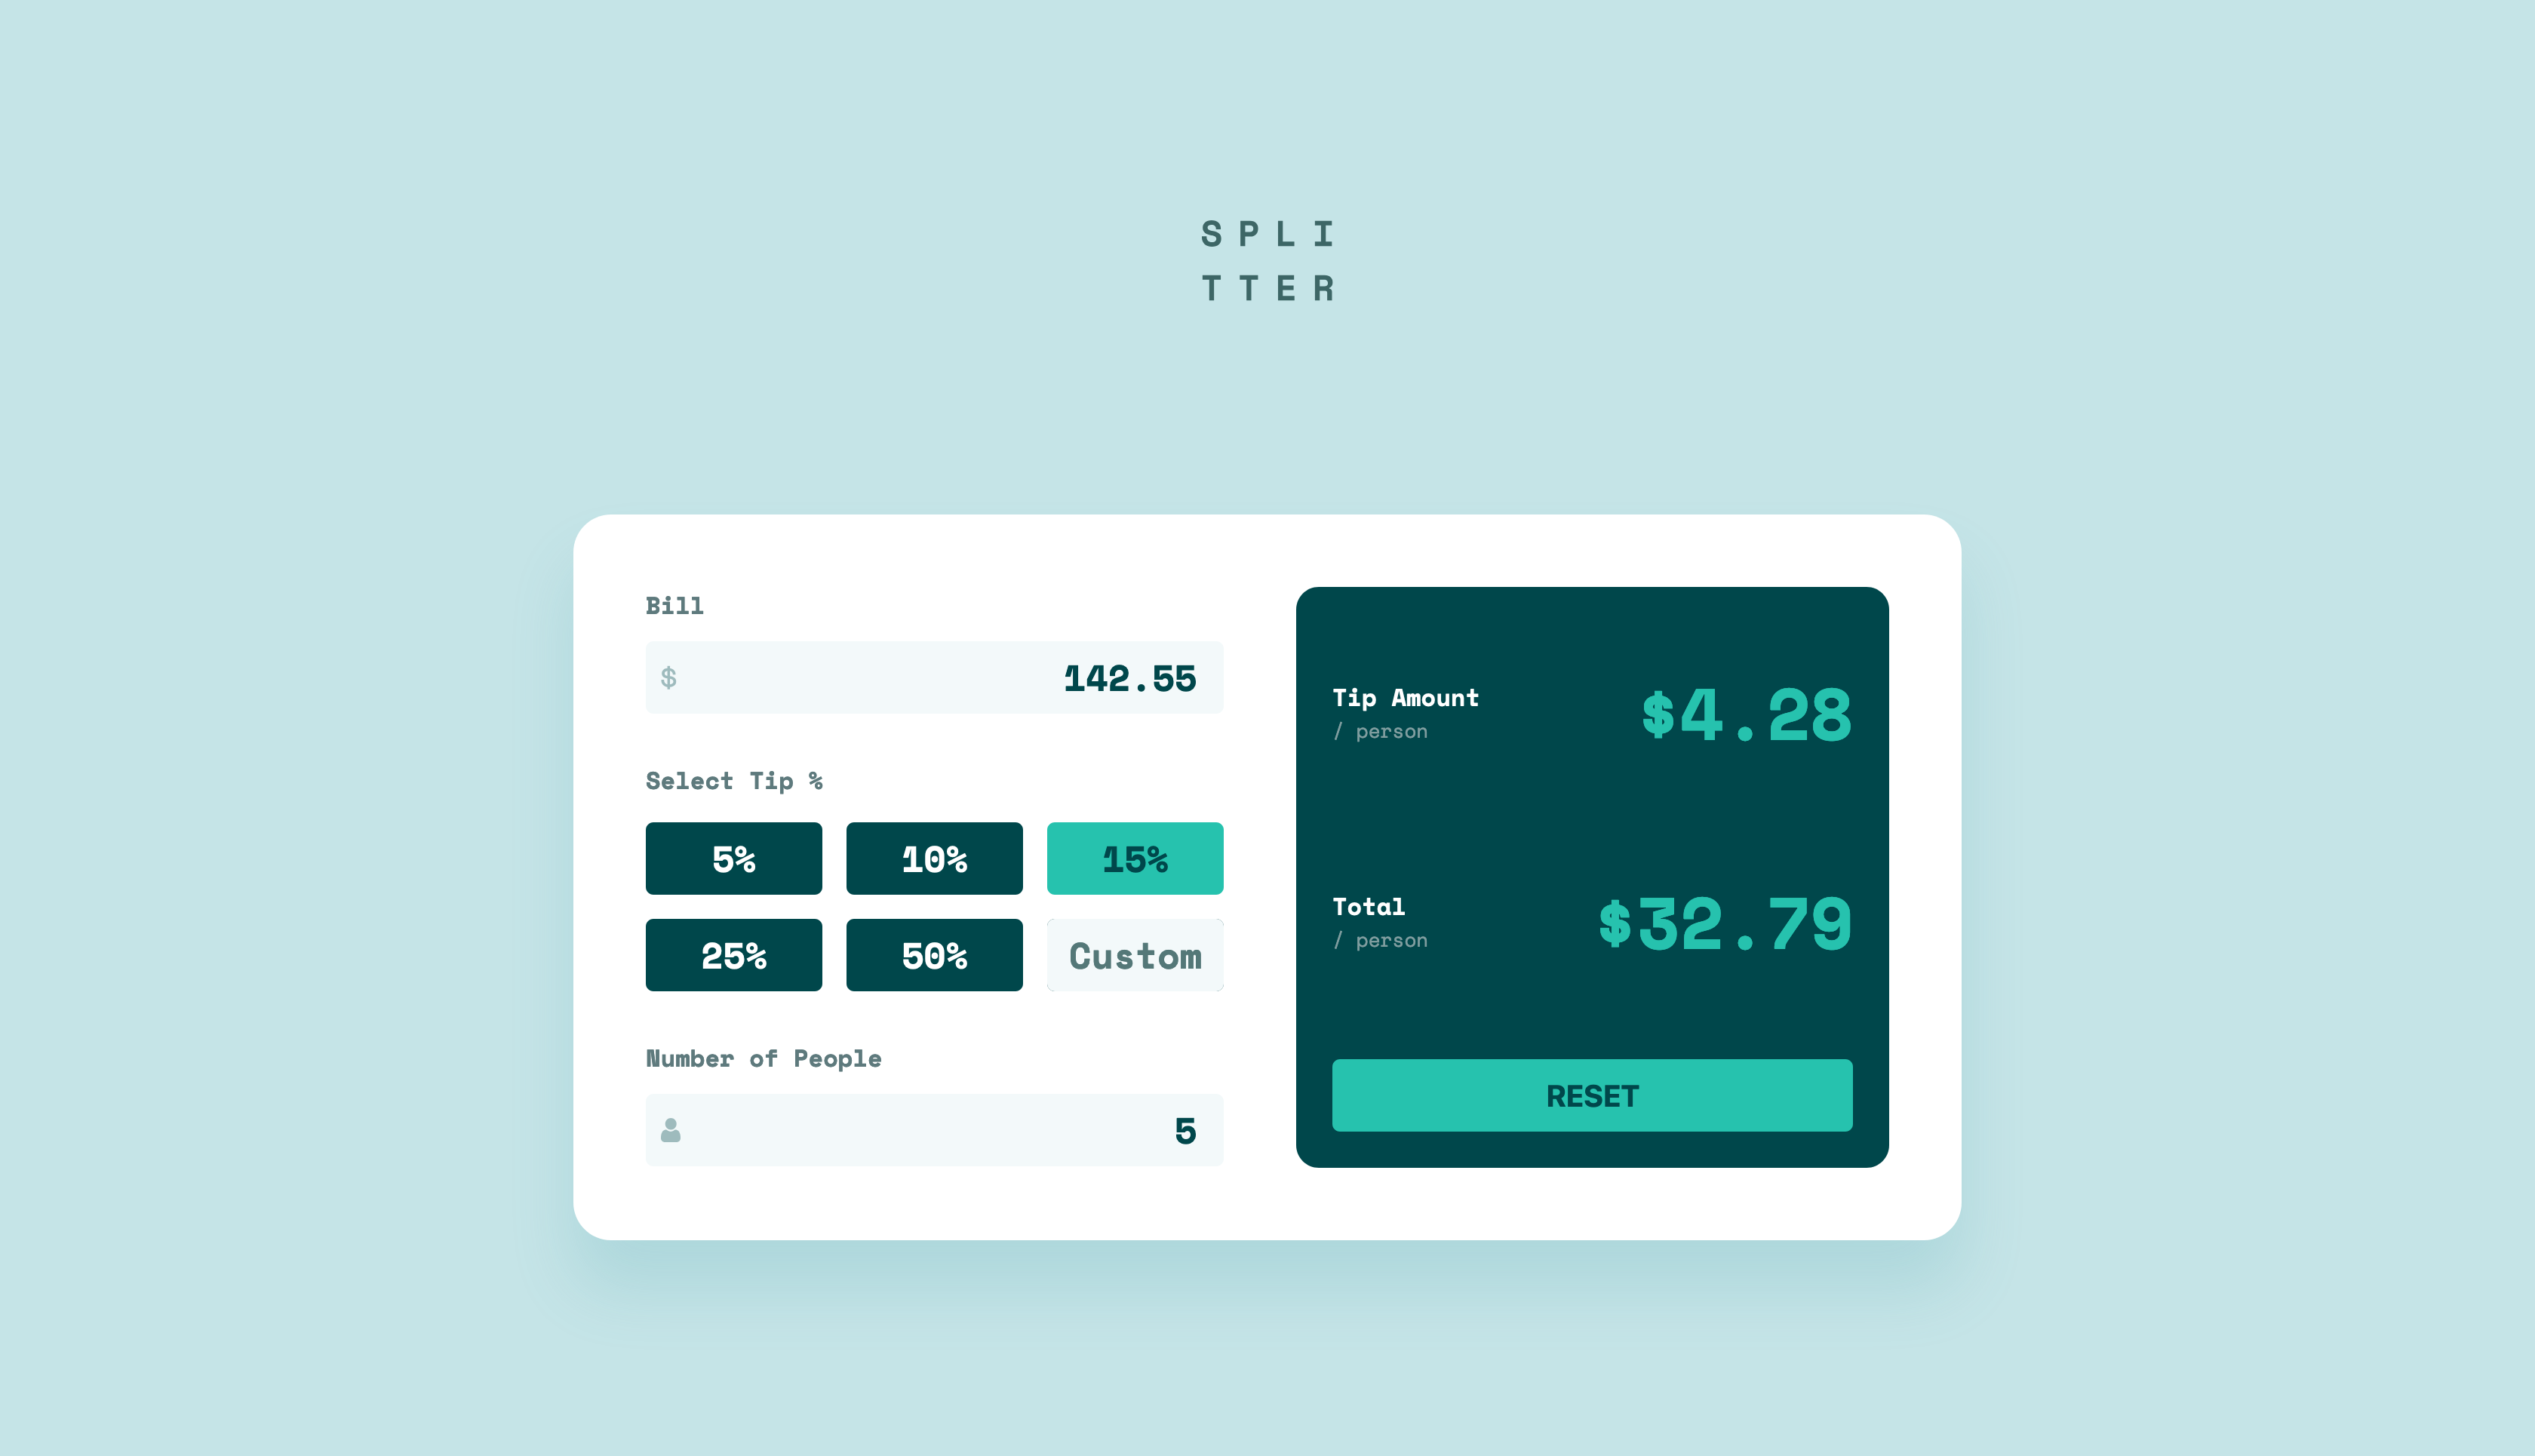 SPLI
TTER
Bill
$ 142.55
Select Tip %
5% 10% 15%
25% 50% Custom
Number of People
5
Tip Amount
/ person
$4.28
Total
/ person
$32.79
RESET